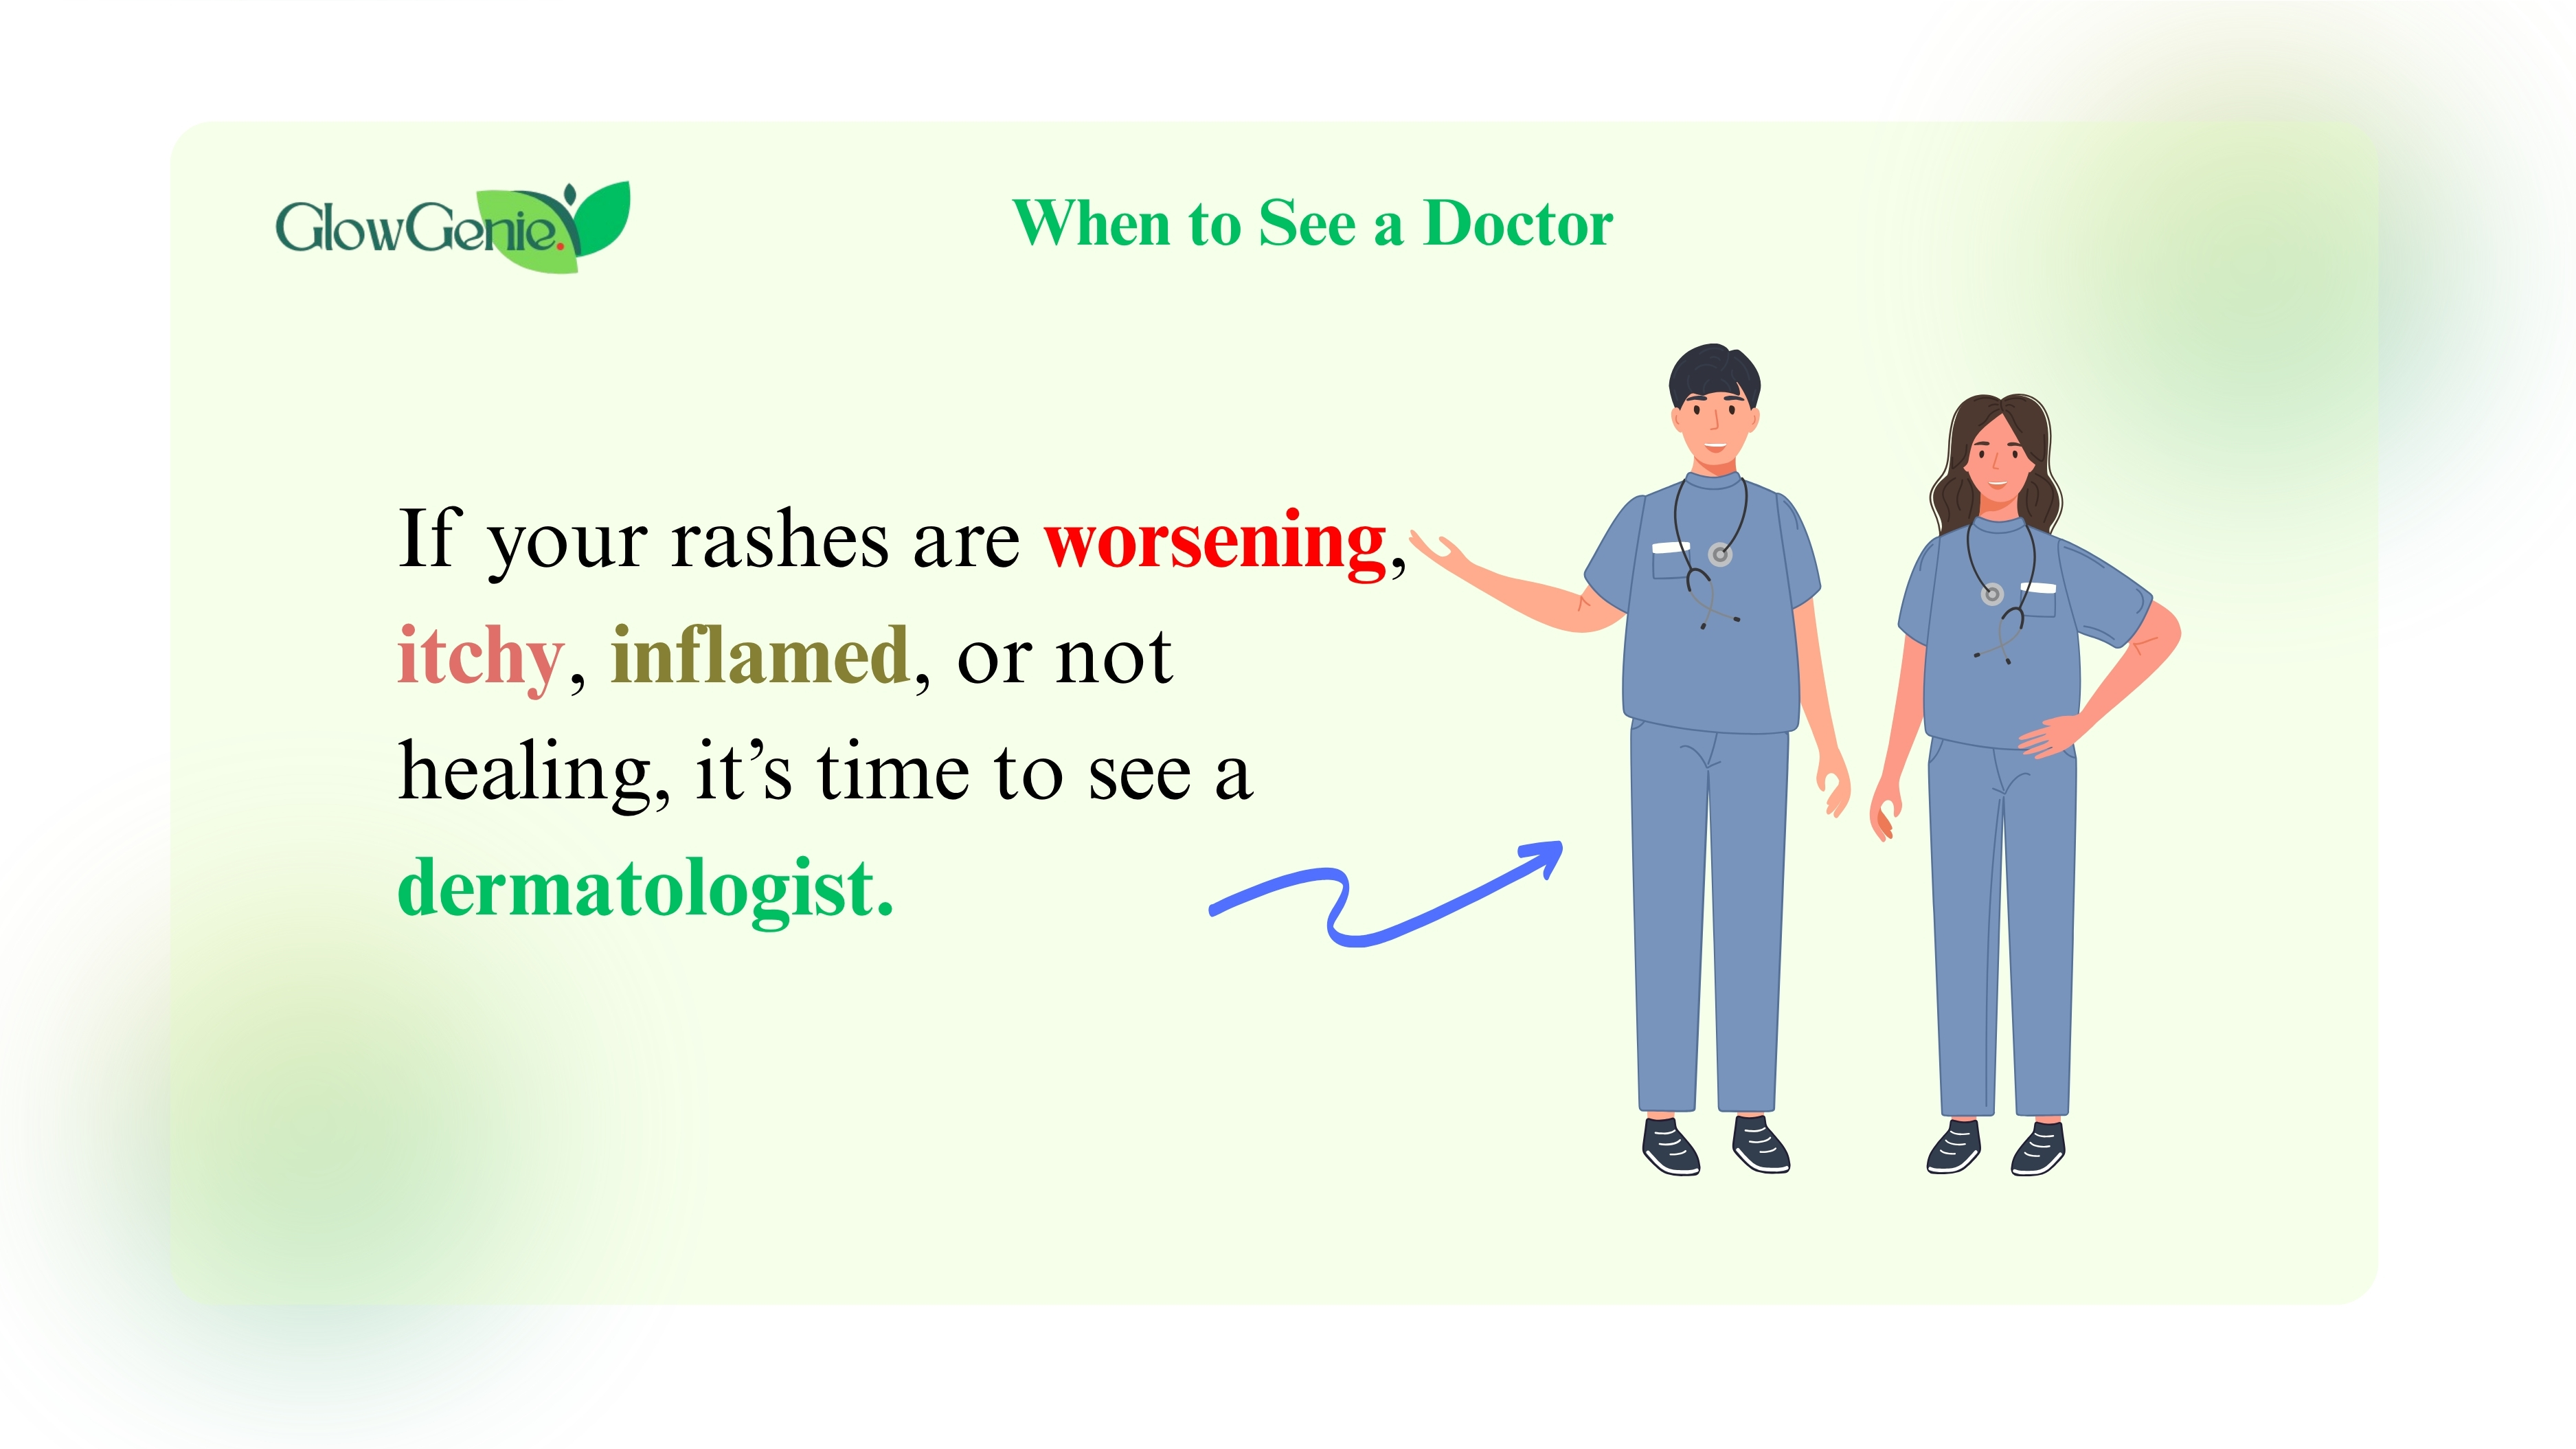 GlowGenie.
When to See a Doctor
If your rashes are worsening,
itchy, inflamed, or not
healing, it’s time to see a
dermatologist.